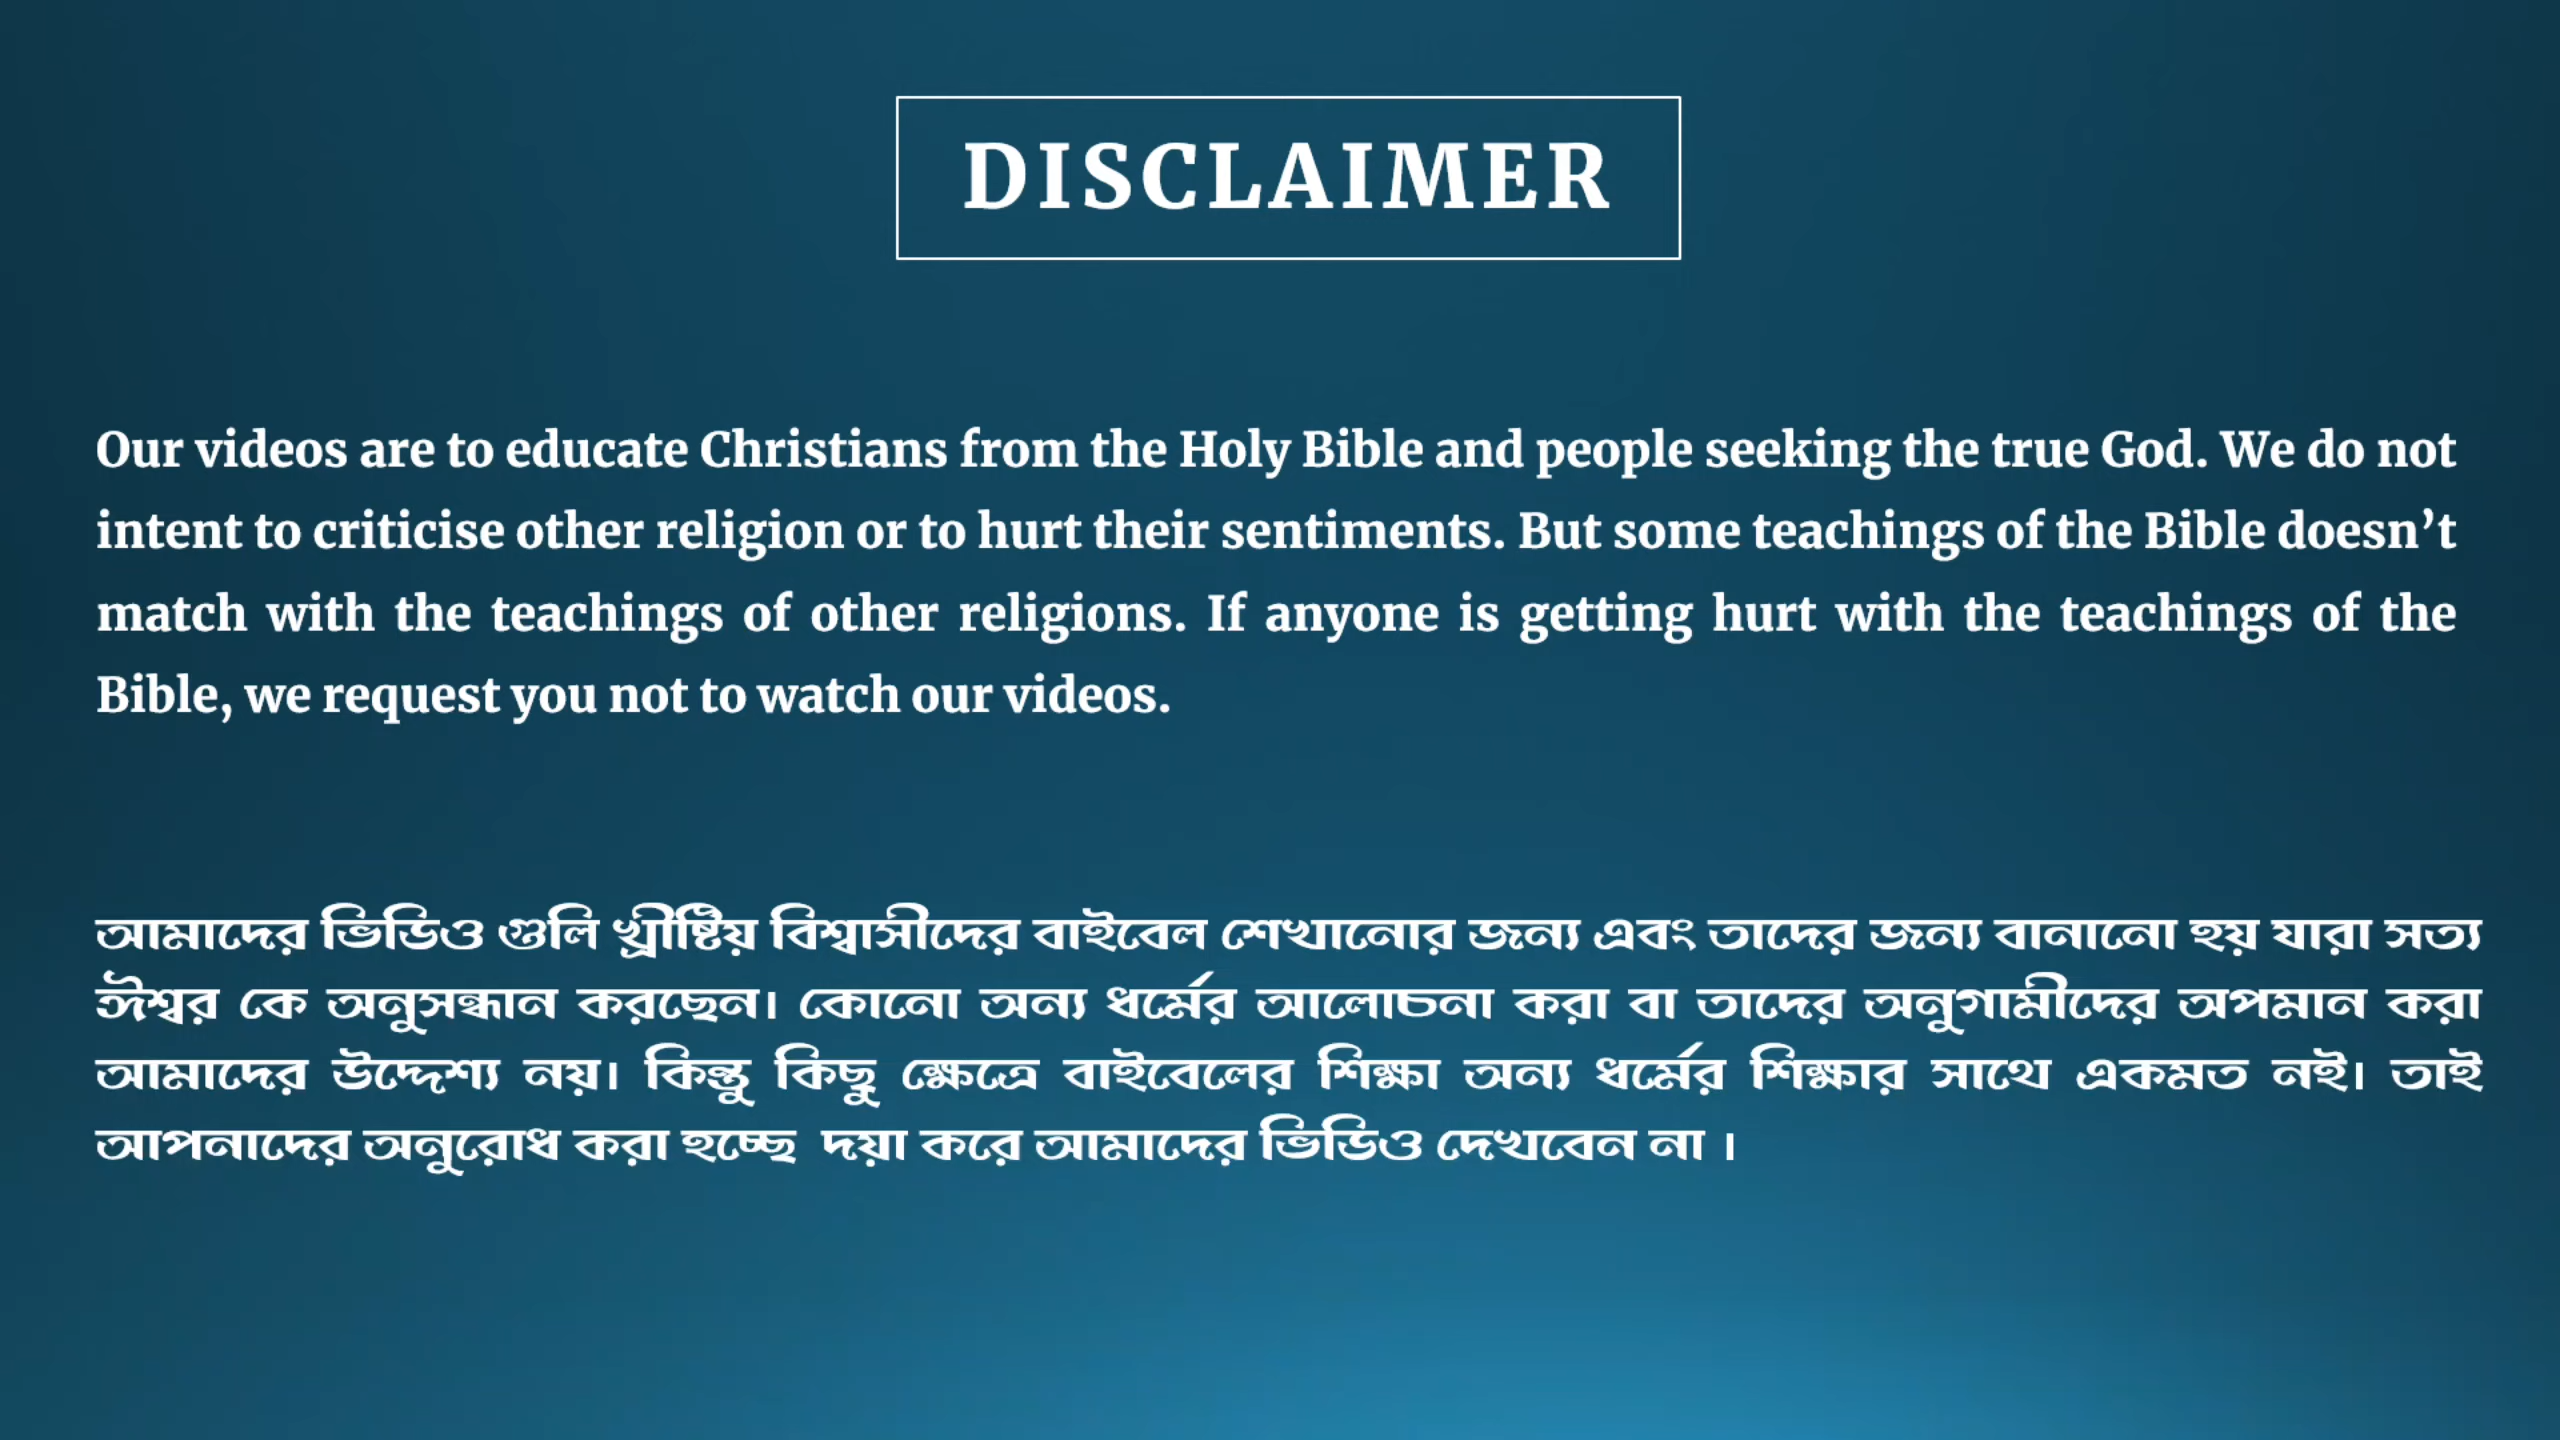 DISCLAIMER
Our videos are to educate Christians from the Holy Bible and people seeking the true God. We do not
intent to criticise other religion or to hurt their sentiments. But some teachings of the Bible doesn’t
match with the teachings of other religions. If anyone is getting hurt with the teachings of the
Bible, we request you not to watch our videos.
আমাদের ভিডিও গুলি খ্রীষ্টিয় বিশ্বাসীদের বাইবেল শেখানোর জন্য এবং তাদের জন্য বানানো হয় যারা সত্য
ঈশ্বর কে অনুসন্ধান করছেন। কোনো অন্য ধর্মের আলোচনা করা বা তাদের অনুগামীদের অপমান করা
আমাদের উদ্দেশ্য নয়। কিন্তু কিছু ক্ষেত্রে বাইবেলের শিক্ষা অন্য ধর্মের শিক্ষার সাথে একমত নই। তাই
আপনাদের অনুরোধ করা হচ্ছে দয়া করে আমাদের ভিডিও দেখবেন না ।